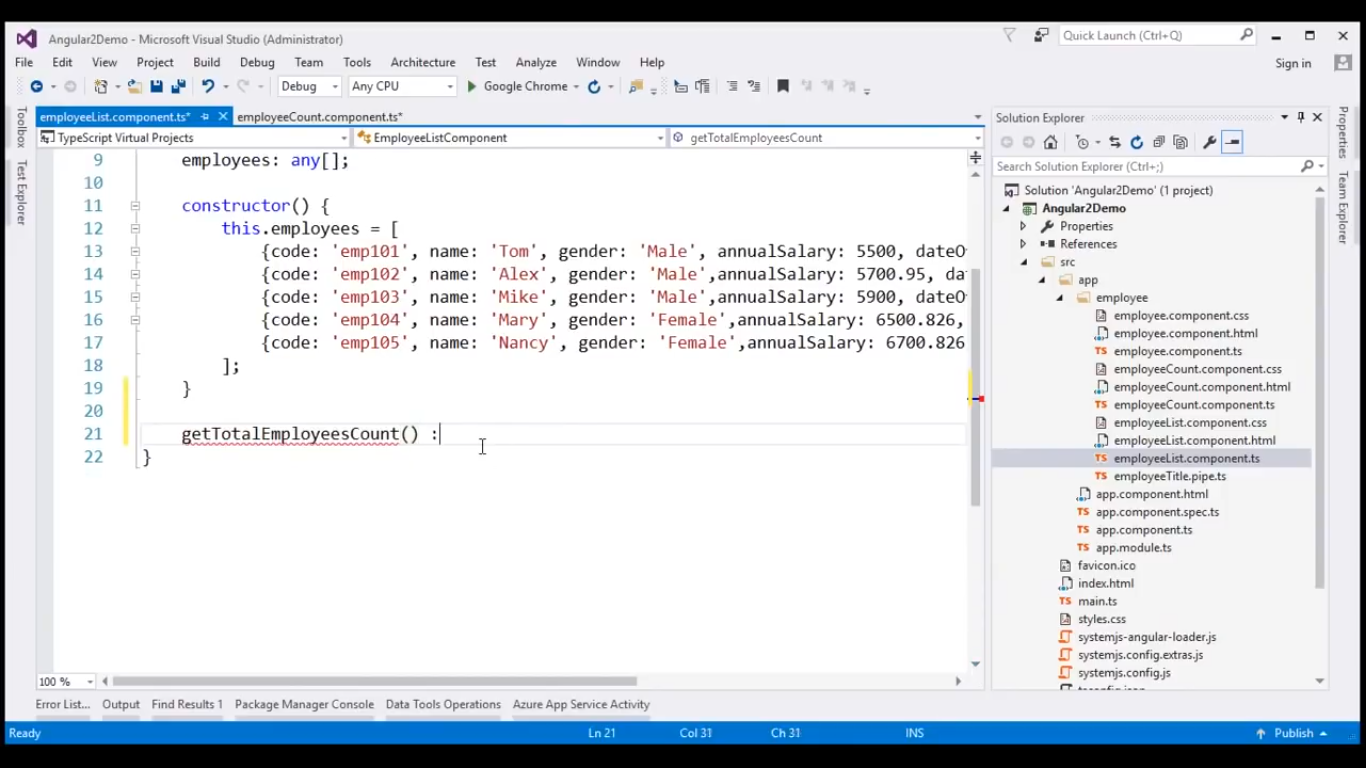 Angular2Demo - Microsoft Visual Studio (Administrator)
Quick Launch (Ctrl+Q)
File Edit View Project Build Debug Team Tools Architecture Test Analyze Window Help
Sign in
Debug Any CPU Google Chrome
Toolbox
Test Explorer
employeeList.component.ts* employeeCount.component.ts*
TypeScript Virtual Projects EmployeeListComponent getTotalEmployeesCount
9 employees: any[];
10
11 constructor() {
12 this.employees = [
13 {code: 'emp101', name: 'Tom', gender: 'Male', annualSalary: 5500, dateO
14 {code: 'emp102', name: 'Alex', gender: 'Male',annualSalary: 5700.95, da
15 {code: 'emp103', name: 'Mike', gender: 'Male',annualSalary: 5900, dateO
16 {code: 'emp104', name: 'Mary', gender: 'Female',annualSalary: 6500.826,
17 {code: 'emp105', name: 'Nancy', gender: 'Female',annualSalary: 6700.826
18 ];
19 }
20
21 getTotalEmployeesCount() :
22 }
100 %
Solution Explorer
Search Solution Explorer (Ctrl+;)
Solution 'Angular2Demo' (1 project)
Angular2Demo
Properties
References
src
app
employee
employee.component.css
employee.component.html
TS employee.component.ts
employeeCount.component.css
employeeCount.component.html
TS employeeCount.component.ts
employeeList.component.css
employeeList.component.html
TS employeeList.component.ts
TS employeeTitle.pipe.ts
app.component.html
TS app.component.spec.ts
TS app.component.ts
TS app.module.ts
favicon.ico
index.html
TS main.ts
styles.css
systemjs-angular-loader.js
systemjs.config.extras.js
systemjs.config.js
Properties
Team Explorer
Error List... Output Find Results 1 Package Manager Console Data Tools Operations Azure App Service Activity
Ready Ln 21 Col 31 Ch 31 INS Publish